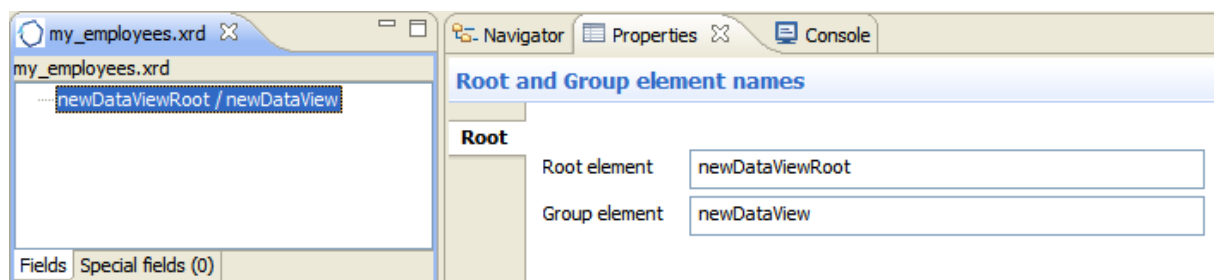 my_employees.xrd
my_employees.xrd
newDataViewRoot / newDataView
Fields Special fields (0)
Navigator Properties Console
Root and Group element names
Root
Root element newDataViewRoot
Group element newDataView